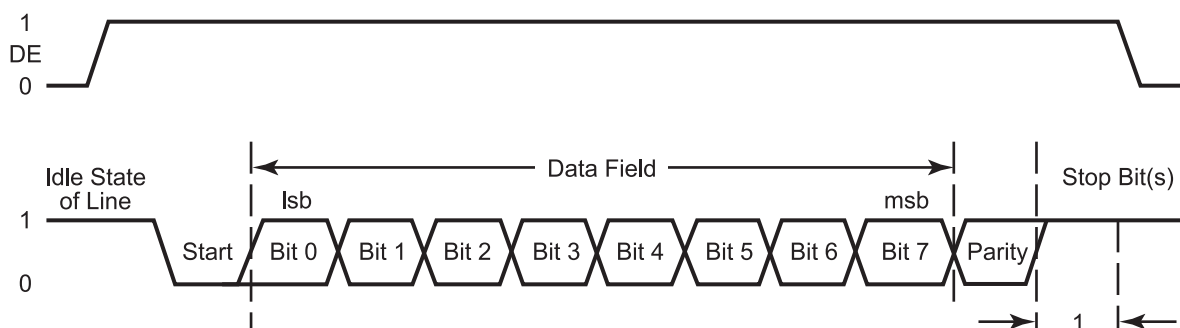 1
DE
0
Data Field
Idle State
of Line
Stop Bit(s)
lsb
msb
1
Start
Bit 0
Bit 1
Bit 2
Bit 3
Bit 4
Bit 5
Bit 6
Bit 7
Parity
0
1